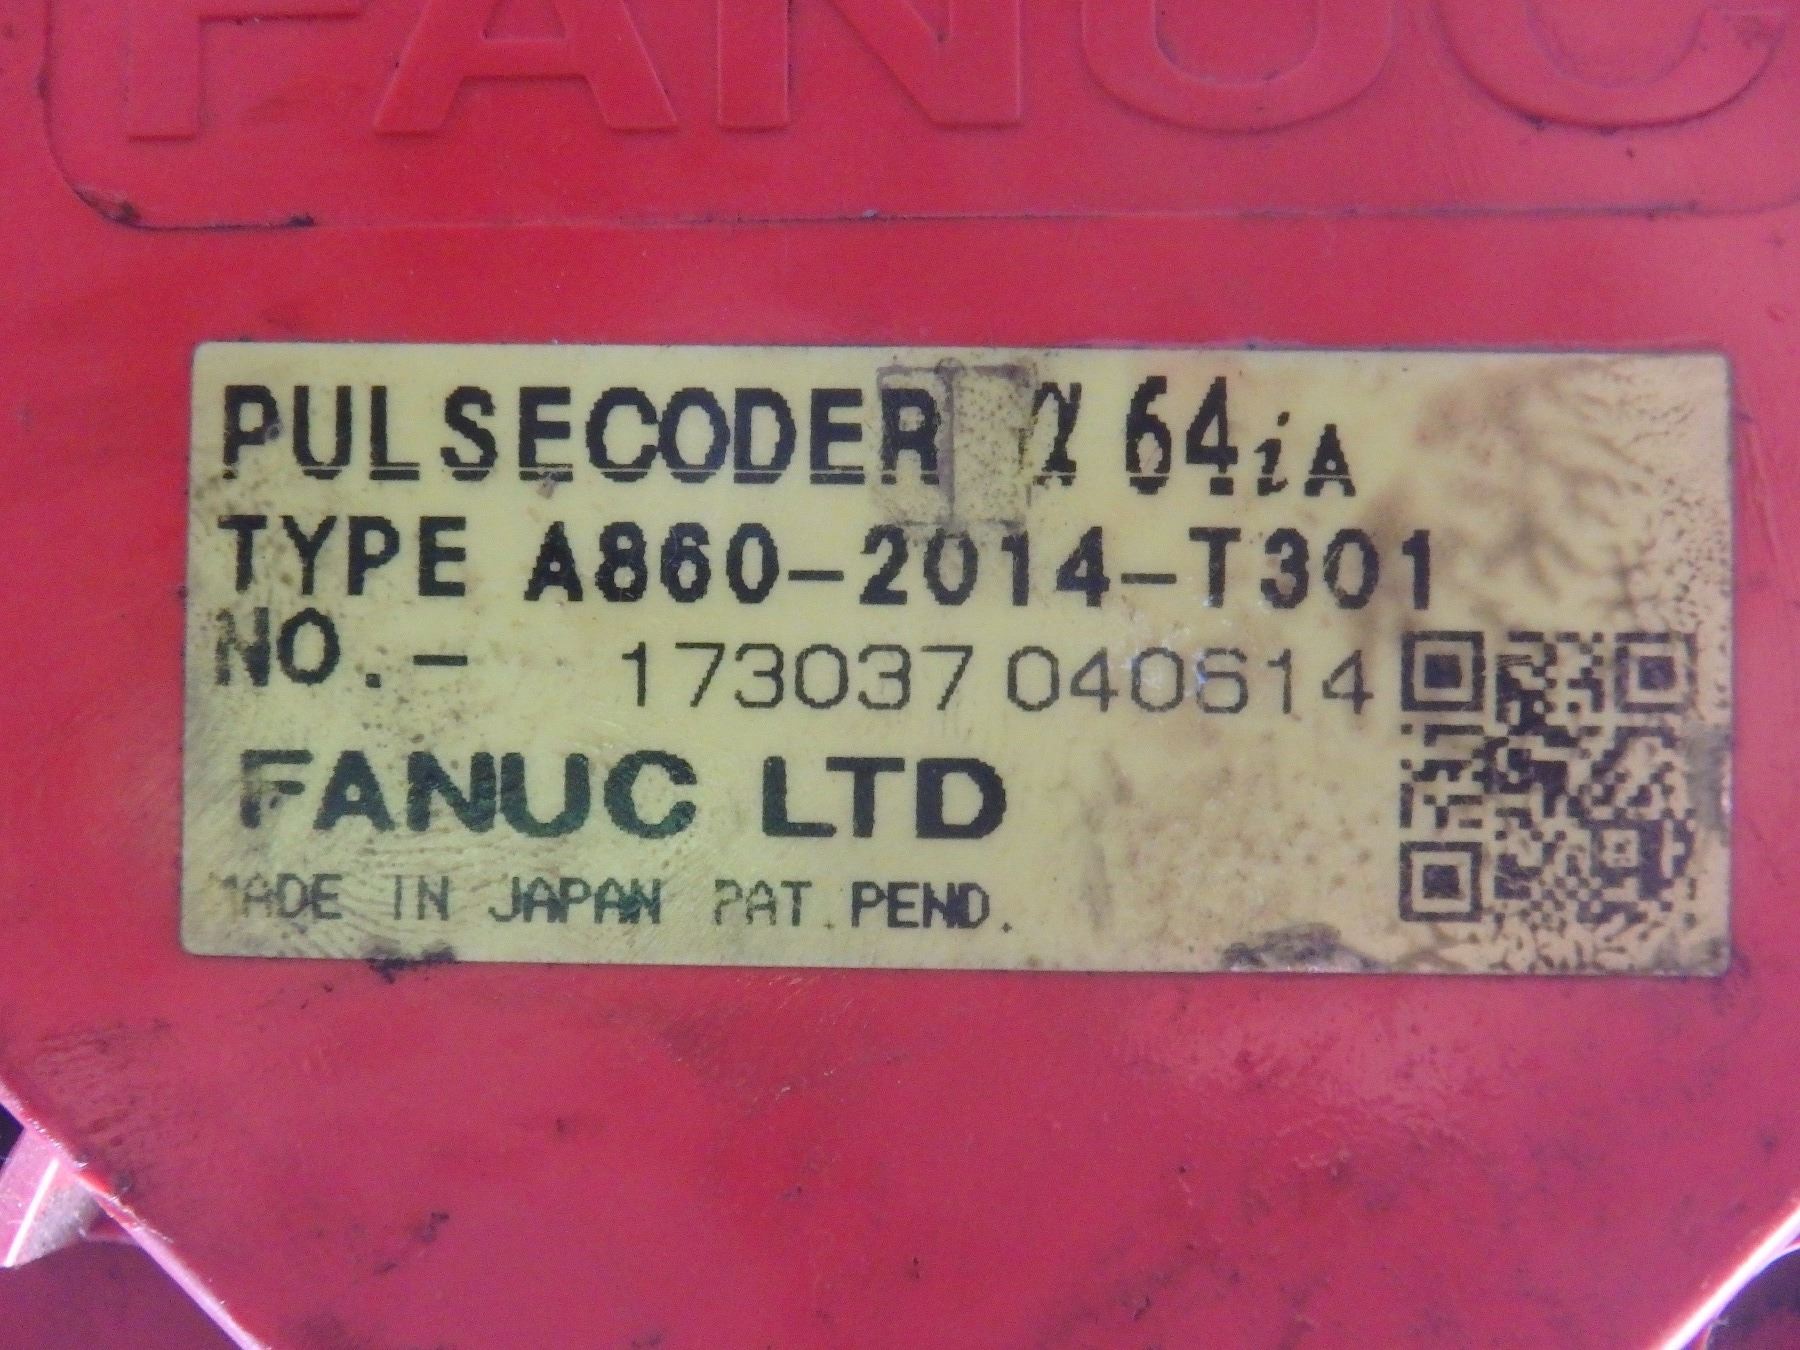 FANUC
PULSECODER α64iA
TYPE A860-2014-T301
NO.- 173037 040614
FANUC LTD
MADE IN JAPAN PAT.PEND.